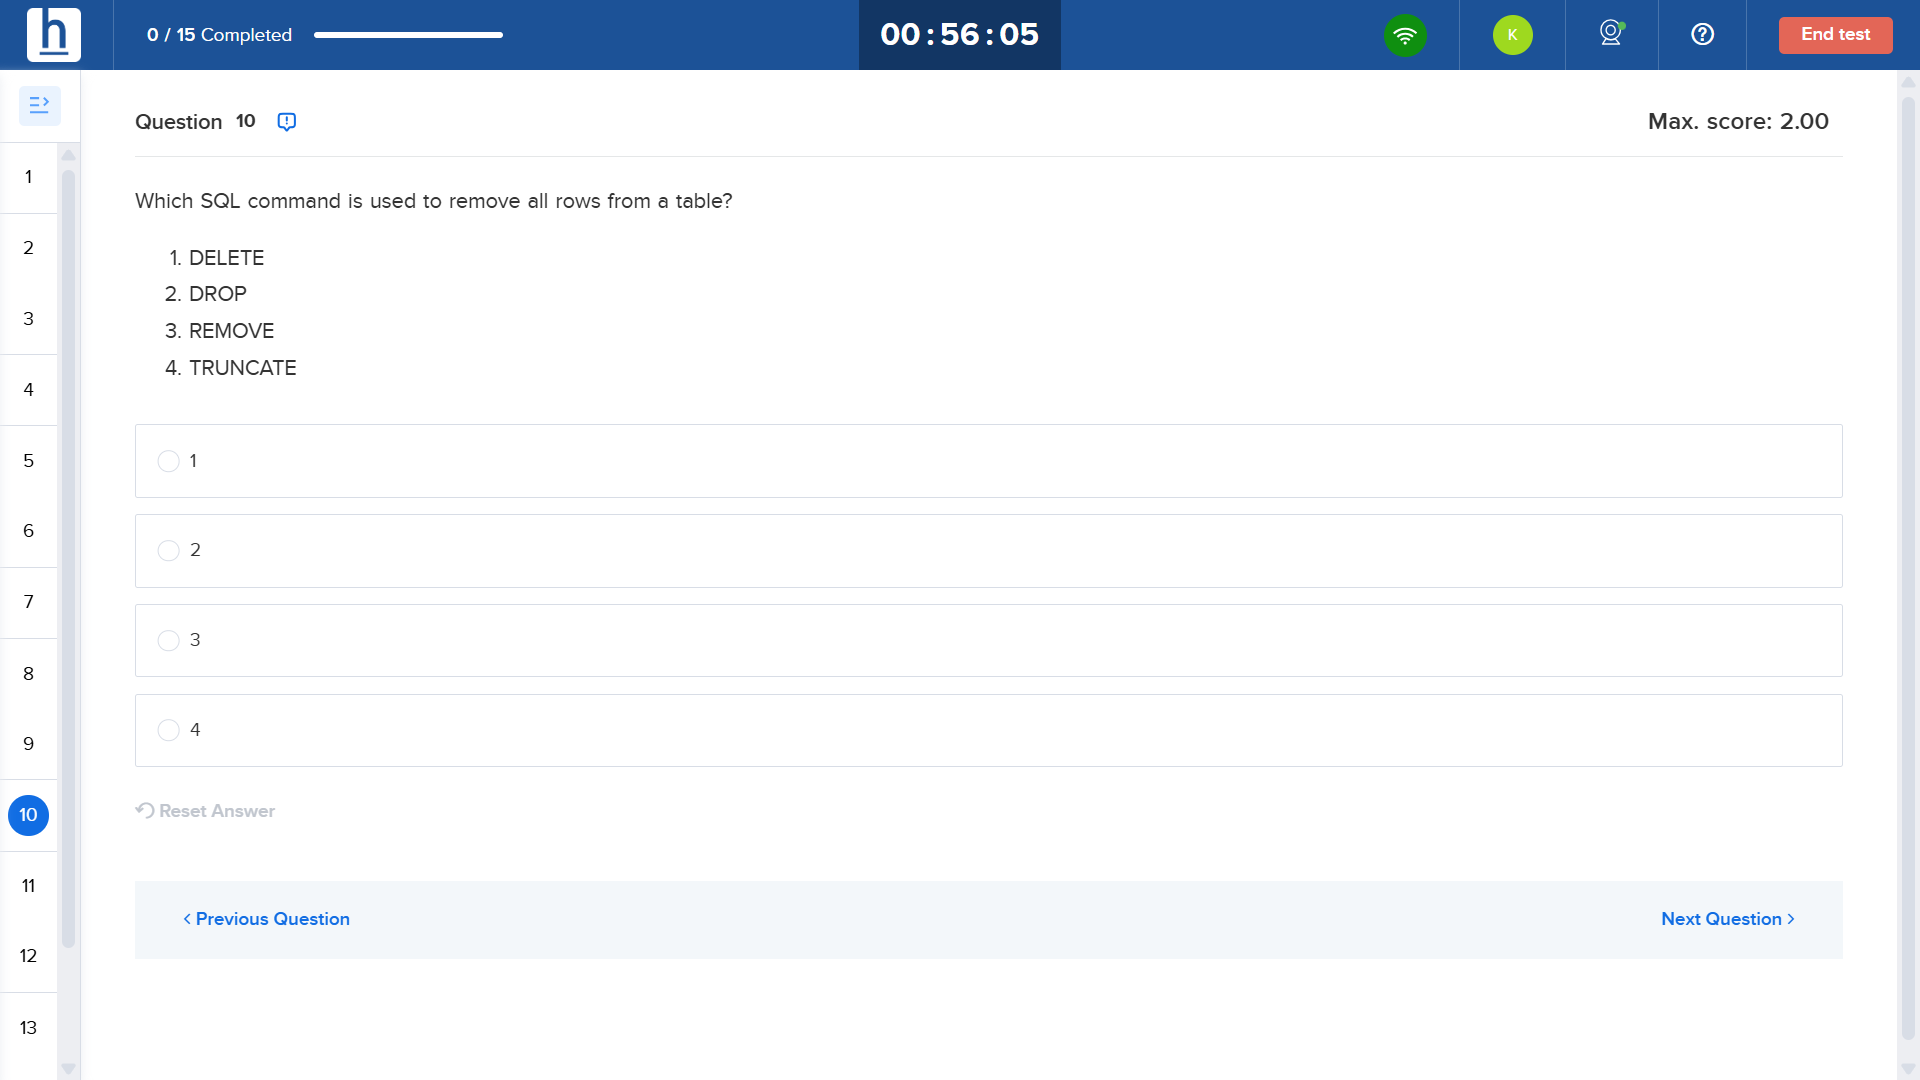 h
0 / 15 Completed
00 : 56 : 05
K
End test
Question 10
Max. score: 2.00
Which SQL command is used to remove all rows from a table?
1. DELETE
2. DROP
3. REMOVE
4. TRUNCATE
1
2
3
4
Reset Answer
Previous Question
Next Question
1
2
3
4
5
6
7
8
9
10
11
12
13